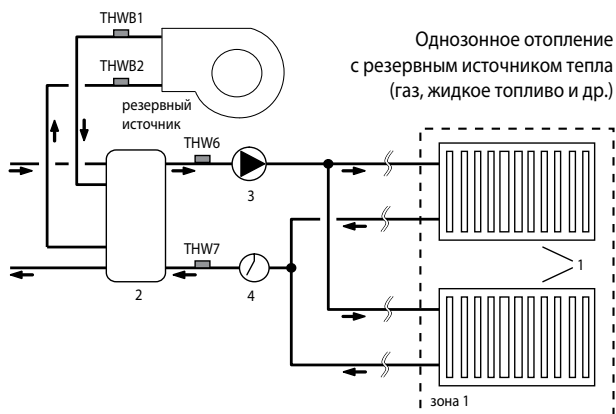 THWB1
THWB2
резервный
источник
Однозонное отопление
с резервным источником тепла
(газ, жидкое топливо и др.)
THW6
3
THW7
2
4
1
зона 1